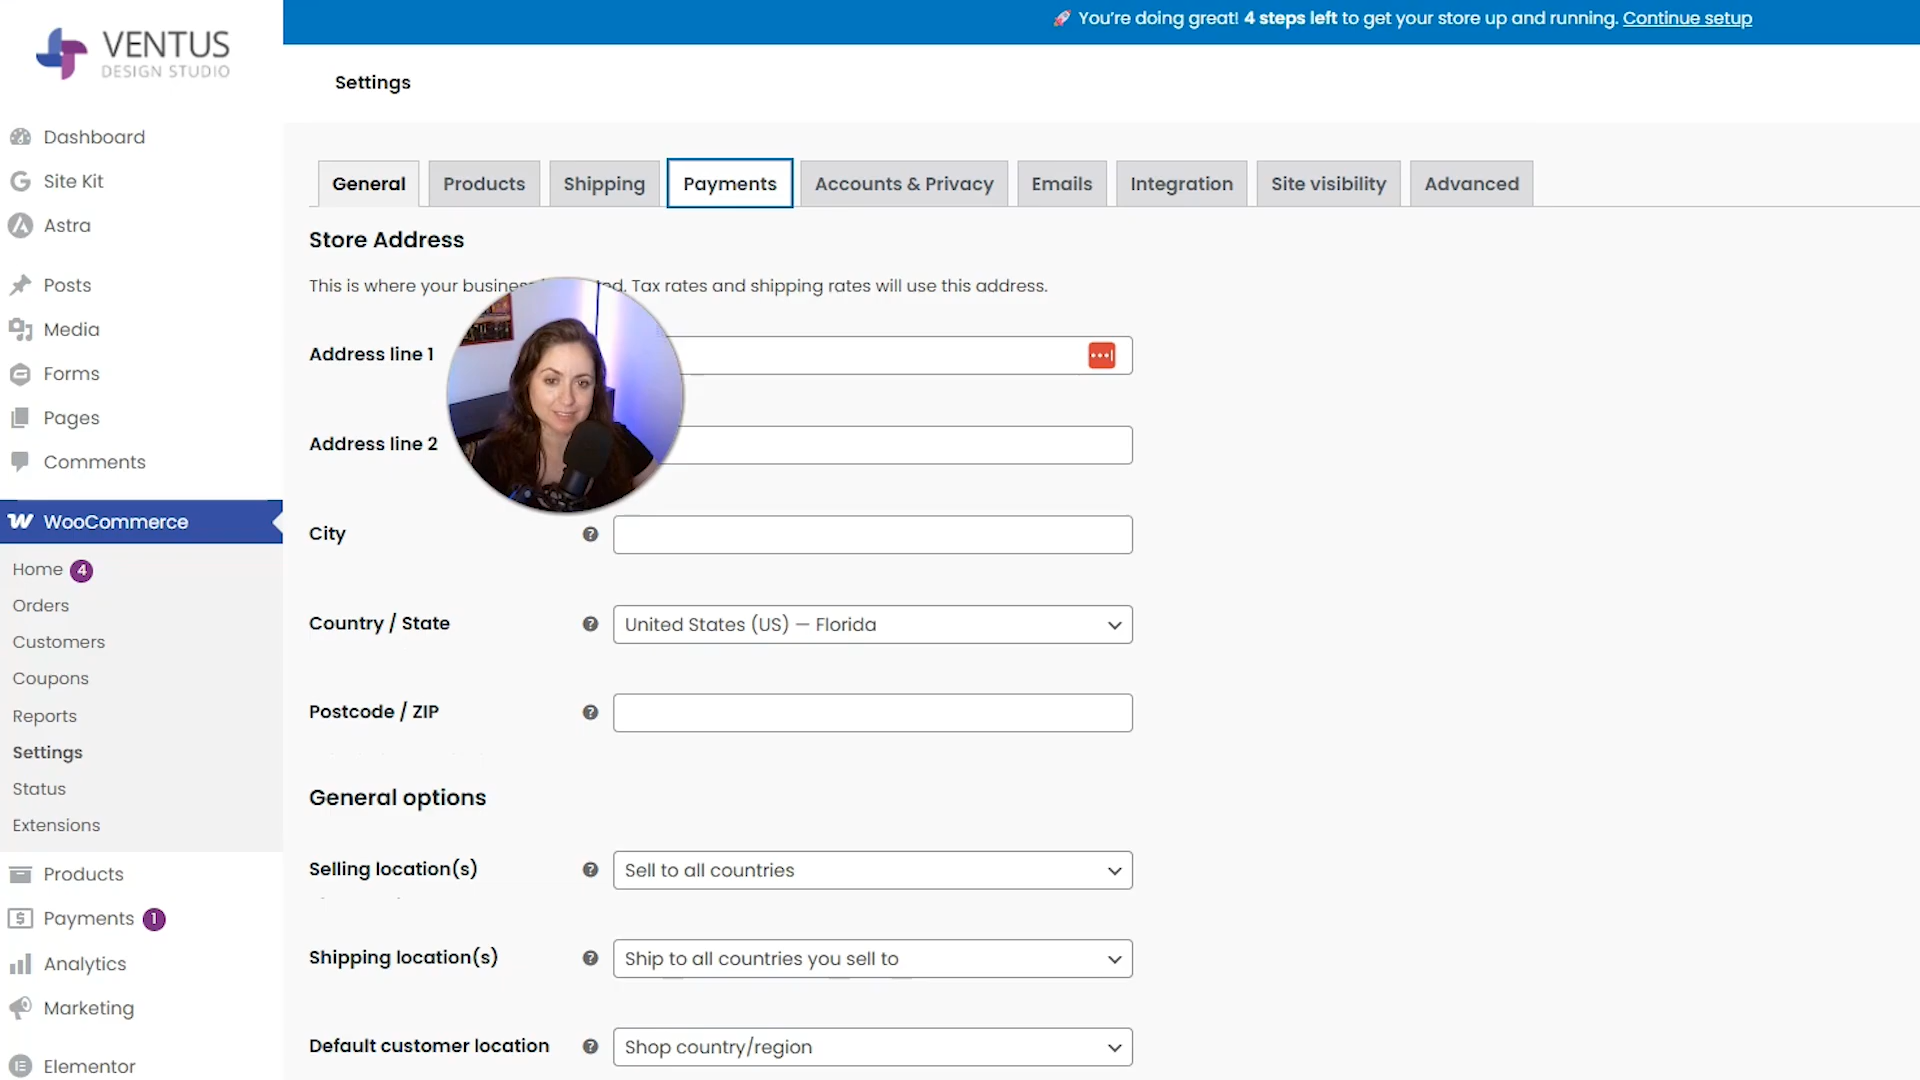 VENTUS
DESIGN STUDIO
🚀 You're doing great! 4 steps left to get your store up and running. Continue setup
Settings
Dashboard
Site Kit
Astra
Posts
Media
Forms
Pages
Comments
WooCommerce
Home 4
Orders
Customers
Coupons
Reports
Settings
Status
Extensions
Products
Payments 1
Analytics
Marketing
Elementor
General
Products
Shipping
Payments
Accounts & Privacy
Emails
Integration
Site visibility
Advanced
Store Address
This is where your business Tax rates and shipping rates will use this address.
Address line 1
Address line 2
City
Country / State
United States (US) — Florida
Postcode / ZIP
General options
Selling location(s)
Sell to all countries
Shipping location(s)
Ship to all countries you sell to
Default customer location
Shop country/region